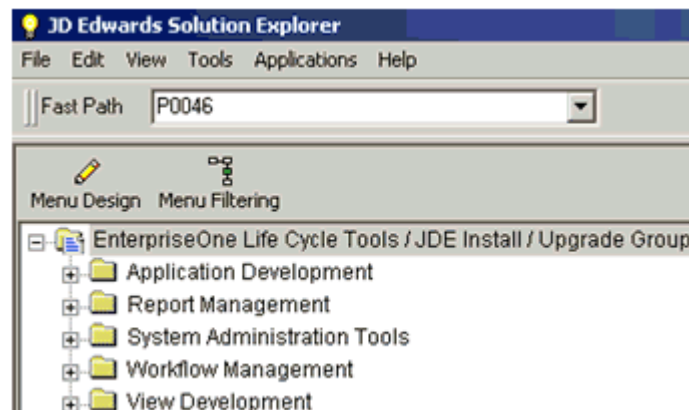 JD Edwards Solution Explorer
File Edit View Tools Applications Help
Fast Path P0046
Menu Design Menu Filtering
EnterpriseOne Life Cycle Tools / JDE Install / Upgrade Group
Application Development
Report Management
System Administration Tools
Workflow Management
View Development